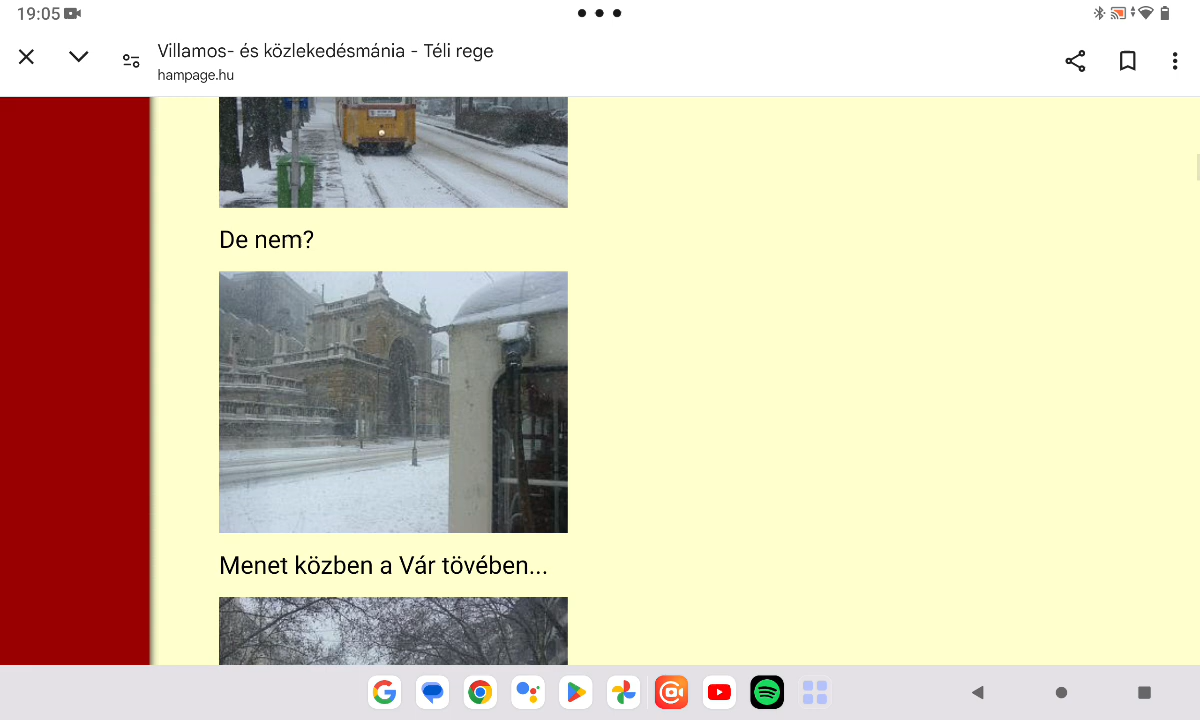 19:05
Villamos- és közlekedésmánia - Téli rege
hampage.hu
De nem?
Menet közben a Vár tövében...